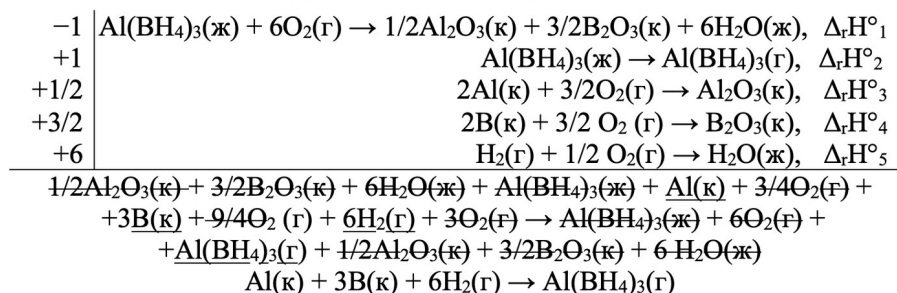 −1 Al(BH₄)₃(ж) + 6O₂(г) → 1/2Al₂O₃(к) + 3/2B₂O₃(к) + 6H₂O(ж), ΔᵣH°₁
+1 Al(BH₄)₃(ж) → Al(BH₄)₃(г), ΔᵣH°₂
+1/2 2Al(к) + 3/2O₂(г) → Al₂O₃(к), ΔᵣH°₃
+3/2 2B(к) + 3/2 O₂ (г) → B₂O₃(к), ΔᵣH°₄
+6 H₂(г) + 1/2 O₂(г) → H₂O(ж), ΔᵣH°₅
1/2Al₂O₃(к) + 3/2B₂O₃(к) + 6H₂O(ж) + Al(BH₄)₃(ж) + Al(к) + 3/4O₂(г) +
+3B(к) + 9/4O₂ (г) + 6H₂(г) + 3O₂(г) → Al(BH₄)₃(ж) + 6O₂(г) +
+Al(BH₄)₃(г) + 1/2Al₂O₃(к) + 3/2B₂O₃(к) + 6 H₂O(ж)
Al(к) + 3B(к) + 6H₂(г) → Al(BH₄)₃(г)